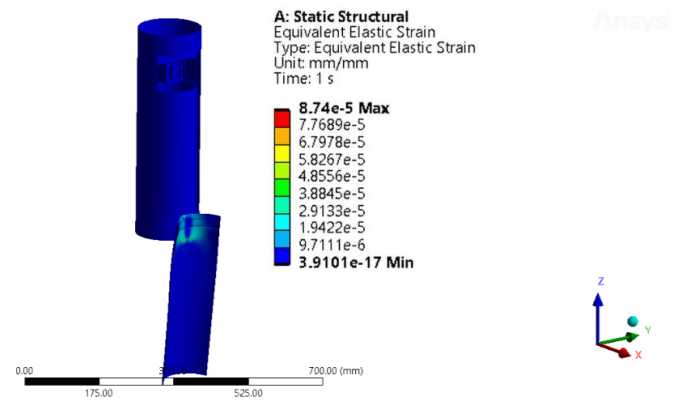 Ansys
A: Static Structural
Equivalent Elastic Strain
Type: Equivalent Elastic Strain
Unit: mm/mm
Time: 1 s
8.74e-5 Max
7.7689e-5
6.7978e-5
5.8267e-5
4.8556e-5
3.8845e-5
2.9133e-5
1.9422e-5
9.7111e-6
3.9101e-17 Min
Z
Y
X
0.00
700.00 (mm)
175.00
525.00